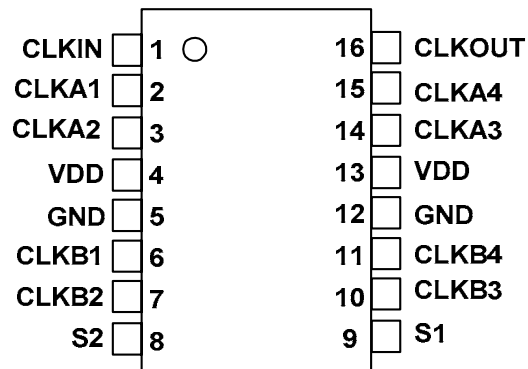 CLKIN 1 16 CLKOUT
CLKA1 2 15 CLKA4
CLKA2 3 14 CLKA3
VDD 4 13 VDD
GND 5 12 GND
CLKB1 6 11 CLKB4
CLKB2 7 10 CLKB3
S2 8 9 S1